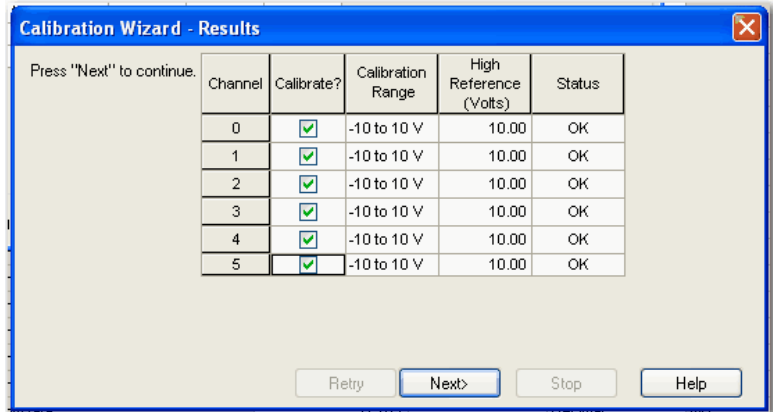 Calibration Wizard - Results
Press "Next" to continue.
Channel Calibrate? Calibration Range High Reference (Volts) Status
0 -10 to 10 V 10.00 OK
1 -10 to 10 V 10.00 OK
2 -10 to 10 V 10.00 OK
3 -10 to 10 V 10.00 OK
4 -10 to 10 V 10.00 OK
5 -10 to 10 V 10.00 OK
Retry Next> Stop Help